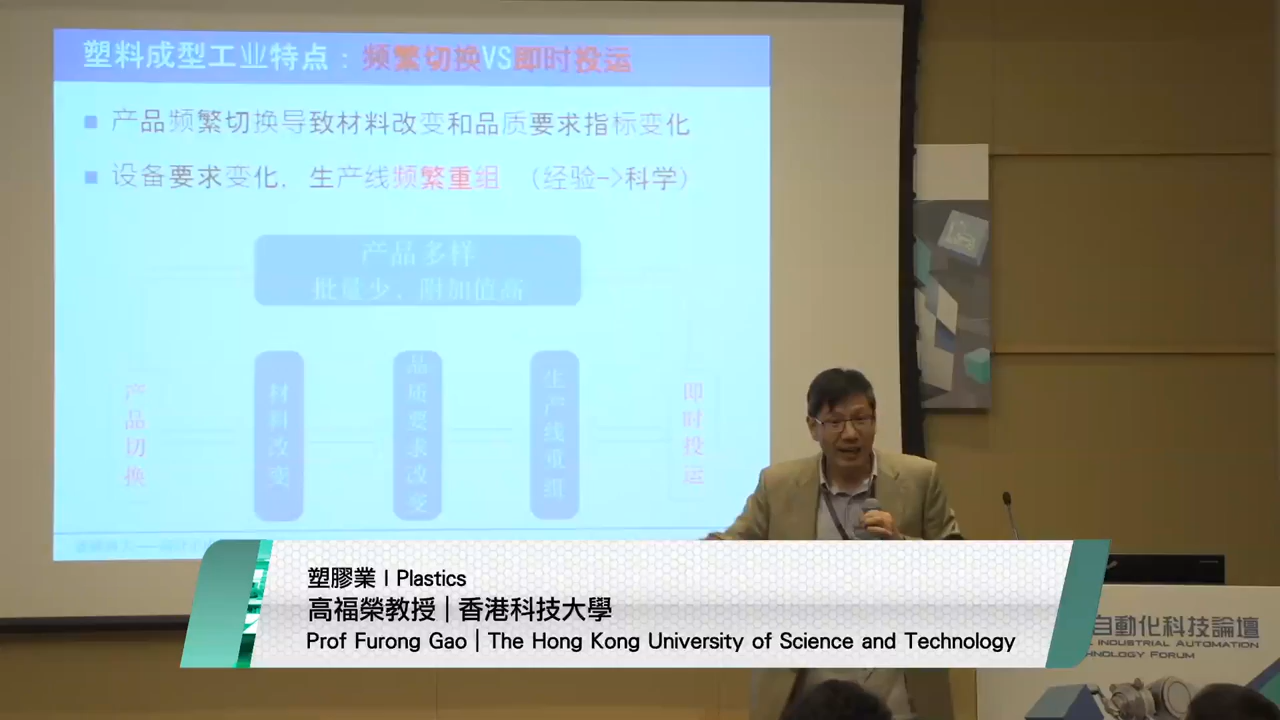 塑料成型工业特点：频繁切换VS即时投运
■ 产品频繁切换导致材料改变和品质要求指标变化
■ 设备要求变化，生产线频繁重组 （经验->科学）
产品多样
批量少，附加值高
产品切换
材料改变
品质要求改变
生产线重组
即时投运
塑膠業 | Plastics
高福榮教授 | 香港科技大學
Prof Furong Gao | The Hong Kong University of Science and Technology
自動化科技論壇
INDUSTRIAL AUTOMATION
HNOLOGY FORUM